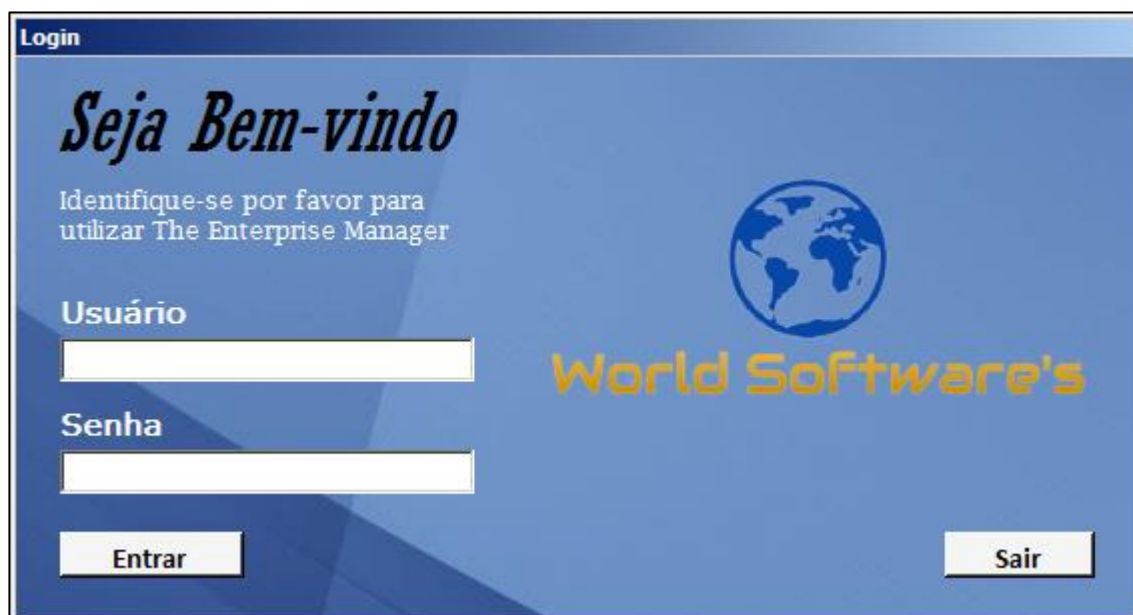 Login
Seja Bem-vindo
Identifique-se por favor para
utilizar The Enterprise Manager
Usuário
World Software's
Senha
Entrar
Sair